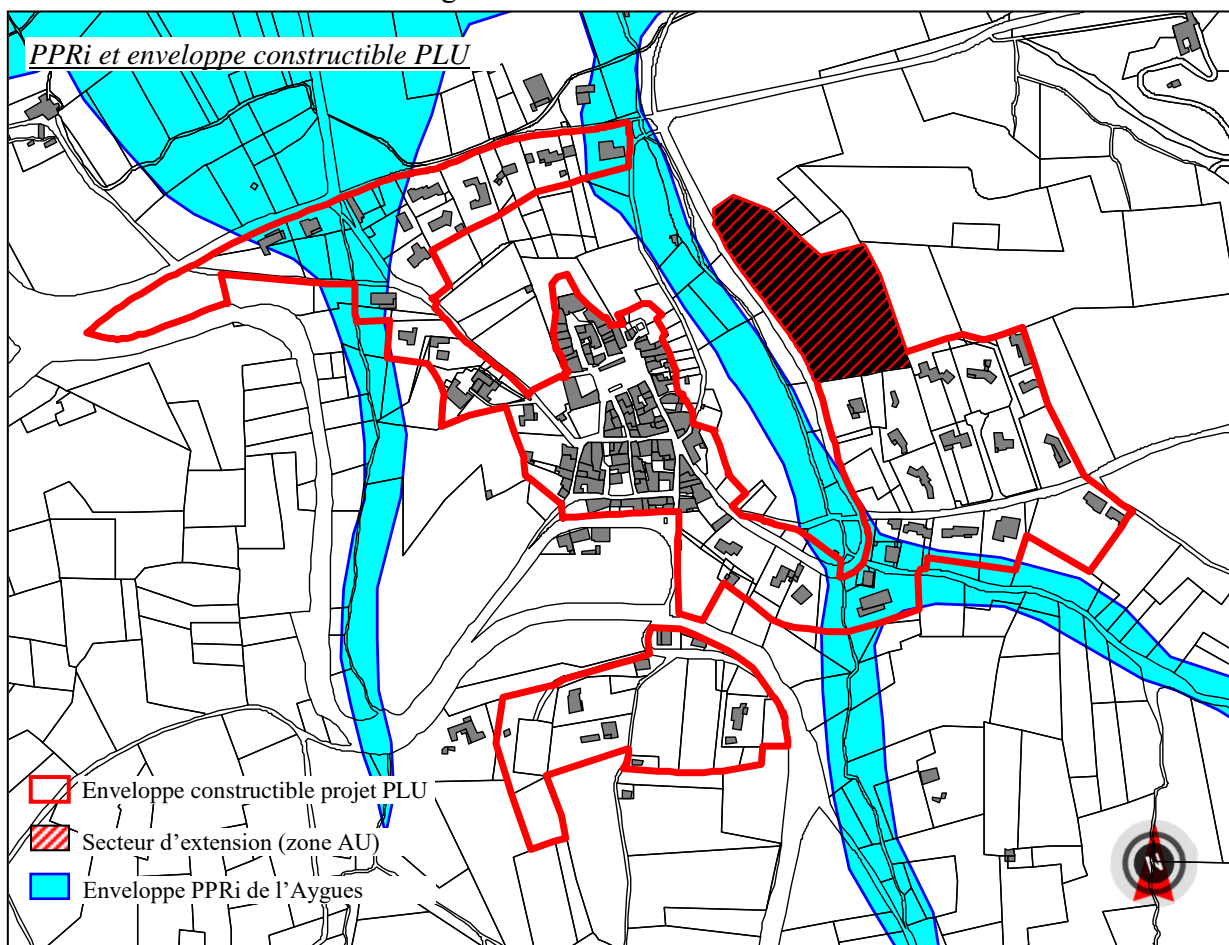 PPRi et enveloppe constructible PLU
Enveloppe constructible projet PLU
Secteur d'extension (zone AU)
Enveloppe PPRi de l'Aygues